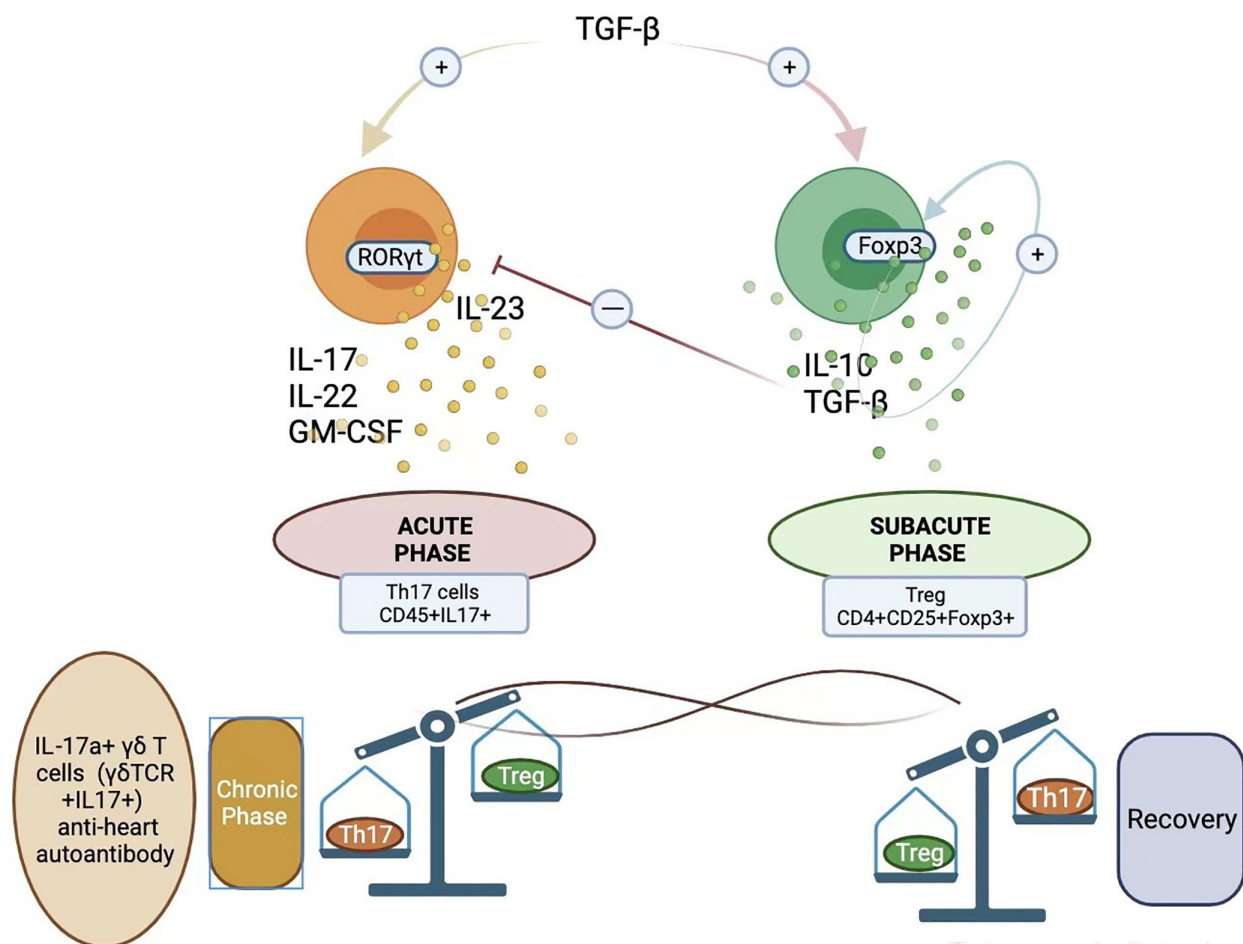 TGF-β
+
+
RORγt
Foxp3
+
IL-23
—
IL-17
IL-22
GM-CSF
IL-10
TGF-β
ACUTE
PHASE
Th17 cells
CD45+IL17+
SUBACUTE
PHASE
Treg
CD4+CD25+Foxp3+
IL-17a+ γδ T
cells (γδTCR
+IL17+)
anti-heart
autoantibody
Chronic
Phase
Th17
Treg
Treg
Th17
Recovery